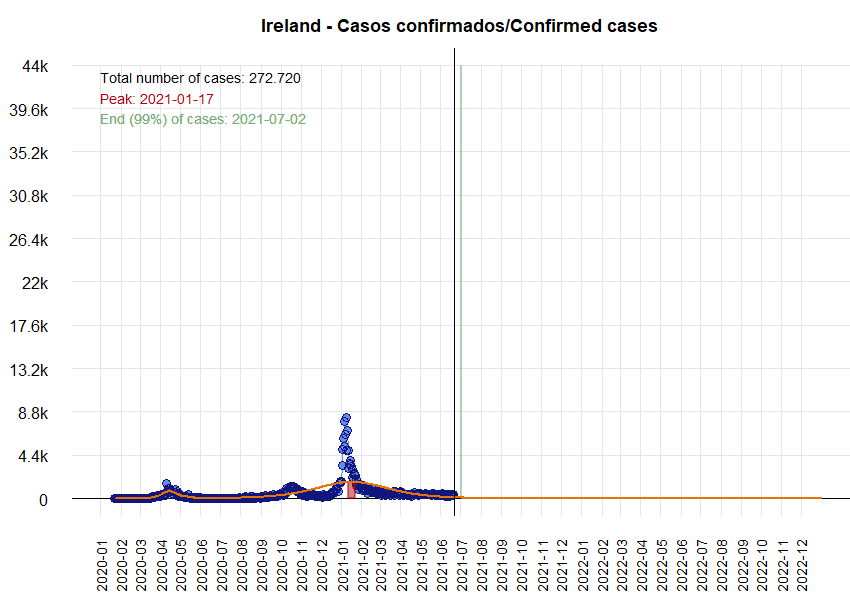 Ireland - Casos confirmados/Confirmed cases
44k
39.6k
35.2k
30.8k
26.4k
22k
17.6k
13.2k
8.8k
4.4k
0
Total number of cases: 272.720
Peak: 2021-01-17
End (99%) of cases: 2021-07-02
2020-01
2020-02
2020-03
2020-04
2020-05
2020-06
2020-07
2020-08
2020-09
2020-10
2020-11
2020-12
2021-01
2021-02
2021-03
2021-04
2021-05
2021-06
2021-07
2021-08
2021-09
2021-10
2021-11
2021-12
2022-01
2022-02
2022-03
2022-04
2022-05
2022-06
2022-07
2022-08
2022-09
2022-10
2022-11
2022-12